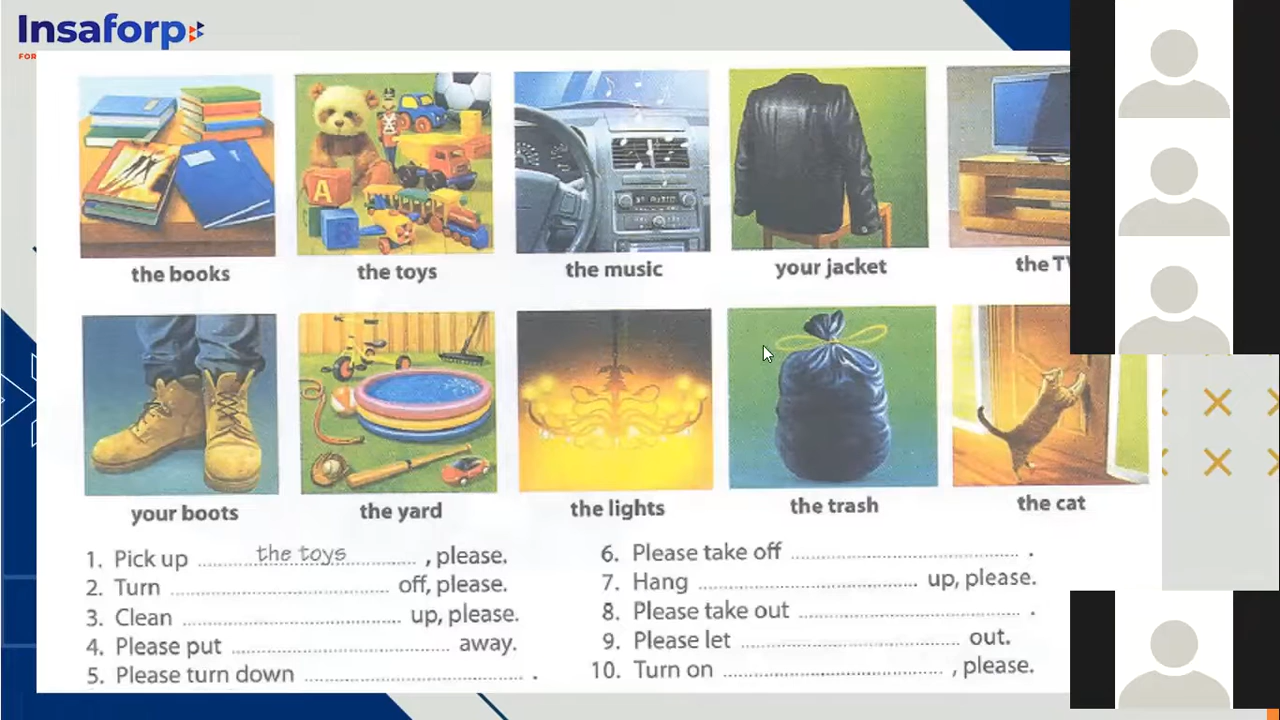 Insaforp
FOR
the books
the toys
the music
your jacket
the TV
your boots
the yard
the lights
the trash
the cat
1. Pick up the toys, please.
2. Turn .......... off, please.
3. Clean .......... up, please.
4. Please put .......... away.
5. Please turn down .......... .
6. Please take off .......... .
7. Hang .......... up, please.
8. Please take out .......... .
9. Please let .......... out.
10. Turn on .......... , please.